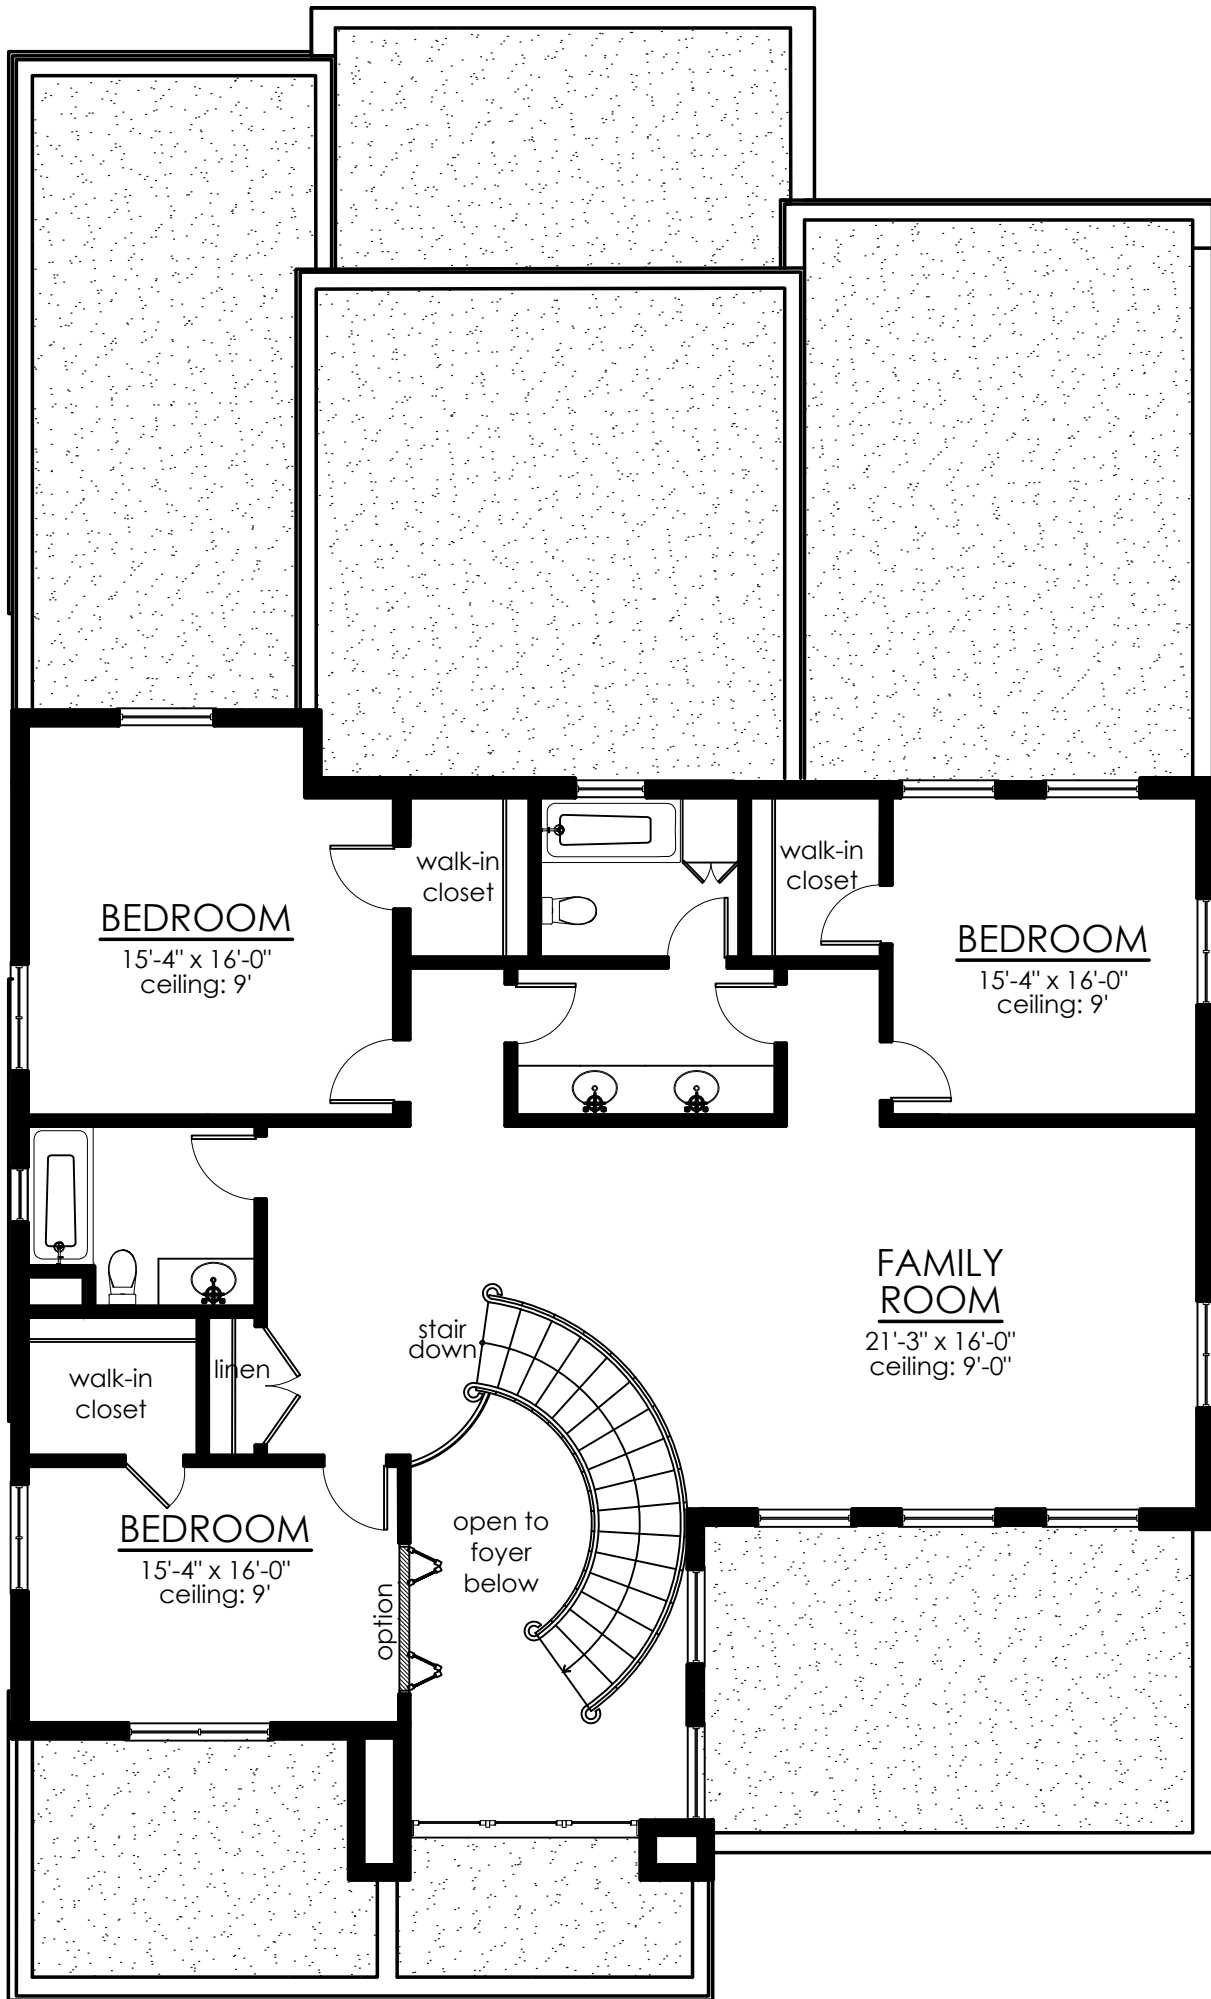 walk-in
closet
walk-in
closet
BEDROOM
15'-4" x 16'-0"
ceiling: 9'
BEDROOM
15'-4" x 16'-0"
ceiling: 9'
FAMILY
ROOM
21'-3" x 16'-0"
ceiling: 9'-0"
stair
down
linen
walk-in
closet
BEDROOM
15'-4" x 16'-0"
ceiling: 9'
open to
foyer
below
option